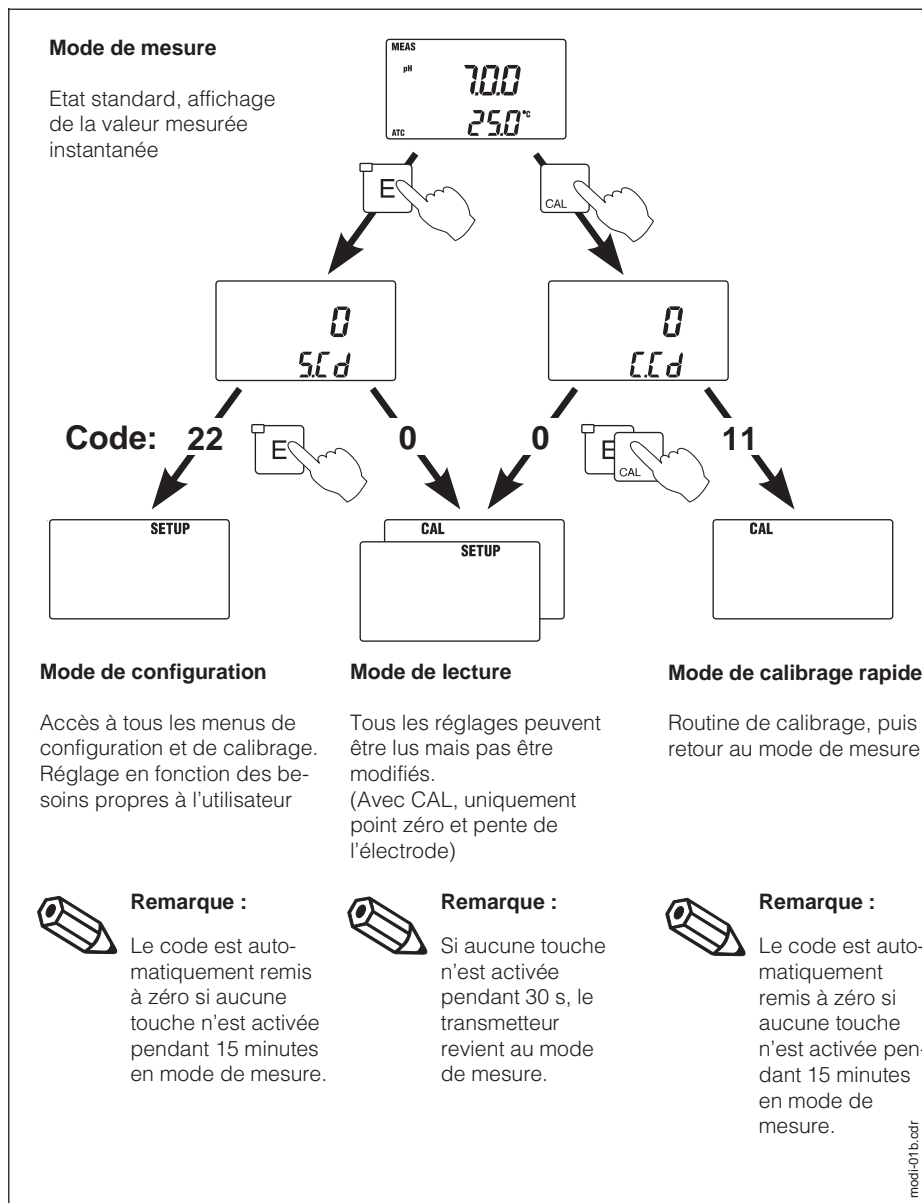 Mode de mesure
Etat standard, affichage
de la valeur mesurée
instantanée
MEAS
pH
7.0.0
25.0°c
ATC
E
CAL
0
S.Cd
0
C.Cd
Code: 22
E
0
0
E
CAL
11
SETUP
CAL
SETUP
CAL
Mode de configuration
Accès à tous les menus de
configuration et de calibrage.
Réglage en fonction des be-
soins propres à l'utilisateur
Mode de lecture
Tous les réglages peuvent
être lus mais pas être
modifiés.
(Avec CAL, uniquement
point zéro et pente de
l'électrode)
Mode de calibrage rapide
Routine de calibrage, puis
retour au mode de mesure
Remarque :
Le code est auto-
matiquement remis
à zéro si aucune
touche n'est activée
pendant 15 minutes
en mode de mesure.
Remarque :
Si aucune touche
n'est activée
pendant 30 s, le
transmetteur
revient au mode
de mesure.
Remarque :
Le code est auto-
matiquement
remis à zéro si
aucune touche
n'est activée pen-
dant 15 minutes
en mode de
mesure.
modi-01b.cdr